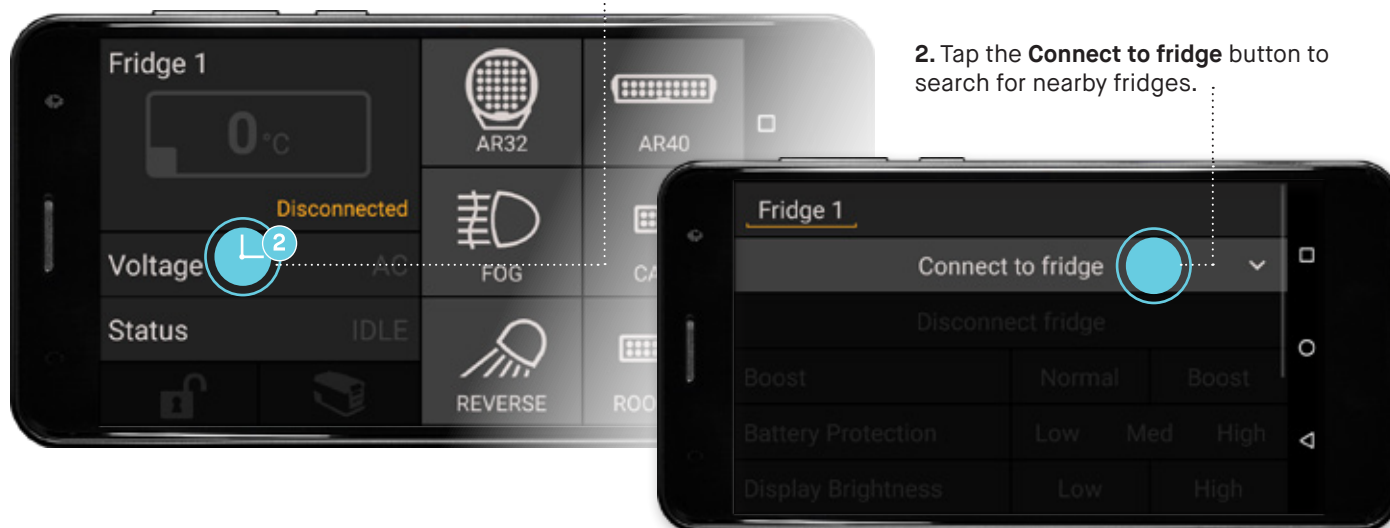 Fridge 1
0°C
Disconnected
Voltage
2
AC
Status
IDLE
AR32
AR40
FOG
REVERSE
2. Tap the Connect to fridge button to
search for nearby fridges.
Fridge 1
Connect to fridge
Disconnect fridge
Boost Normal Boost
Battery Protection Low Med High
Display Brightness Low High